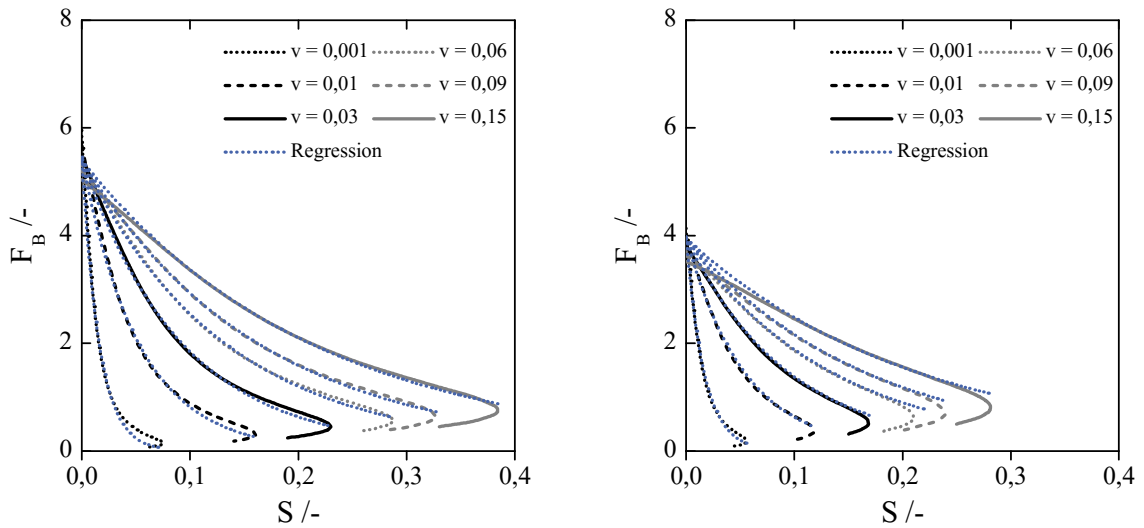 8
6
4
2
0
F_B /-
v = 0,001 v = 0,06
v = 0,01 v = 0,09
v = 0,03 v = 0,15
Regression
0,0 0,1 0,2 0,3 0,4
S /-
8
6
4
2
0
F_B /-
v = 0,001 v = 0,06
v = 0,01 v = 0,09
v = 0,03 v = 0,15
Regression
0,0 0,1 0,2 0,3 0,4
S /-